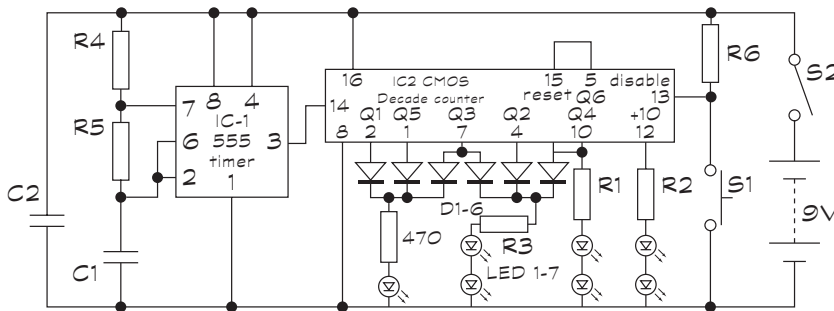 R4
R5
C2
C1
7
8
4
IC-1
555
timer
6
2
3
1
16
IC2 CMOS
Decade counter
15
5
disable
reset
Q6
13
14
Q1
Q5
Q3
Q2
Q4
÷10
8
2
1
7
4
10
12
R6
S2
D1-6
R1
R2
S1
470
R3
LED 1-7
9V